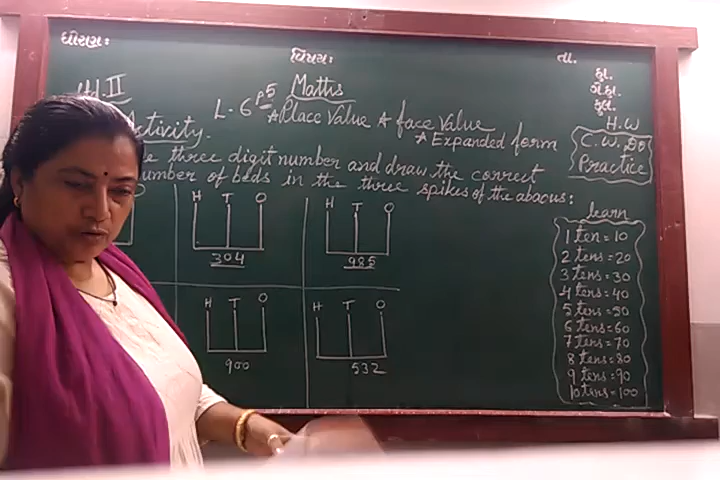 ધોરણઃ
વિષયઃ
તા.
Maths
II
L-6 P5
*Place Value * face Value
* Expanded form
Activity.
three digit number and draw the correct
number of beds in the three spikes of the abacus:
H.W
C.W. Do
Practice
H T O
304
H T O
985
H T O
900
H T O
532
learn
1 ten = 10
2 tens = 20
3 tens = 30
4 tens = 40
5 tens = 50
6 tens = 60
7 tens = 70
8 tens = 80
9 tens = 90
10 tens = 100